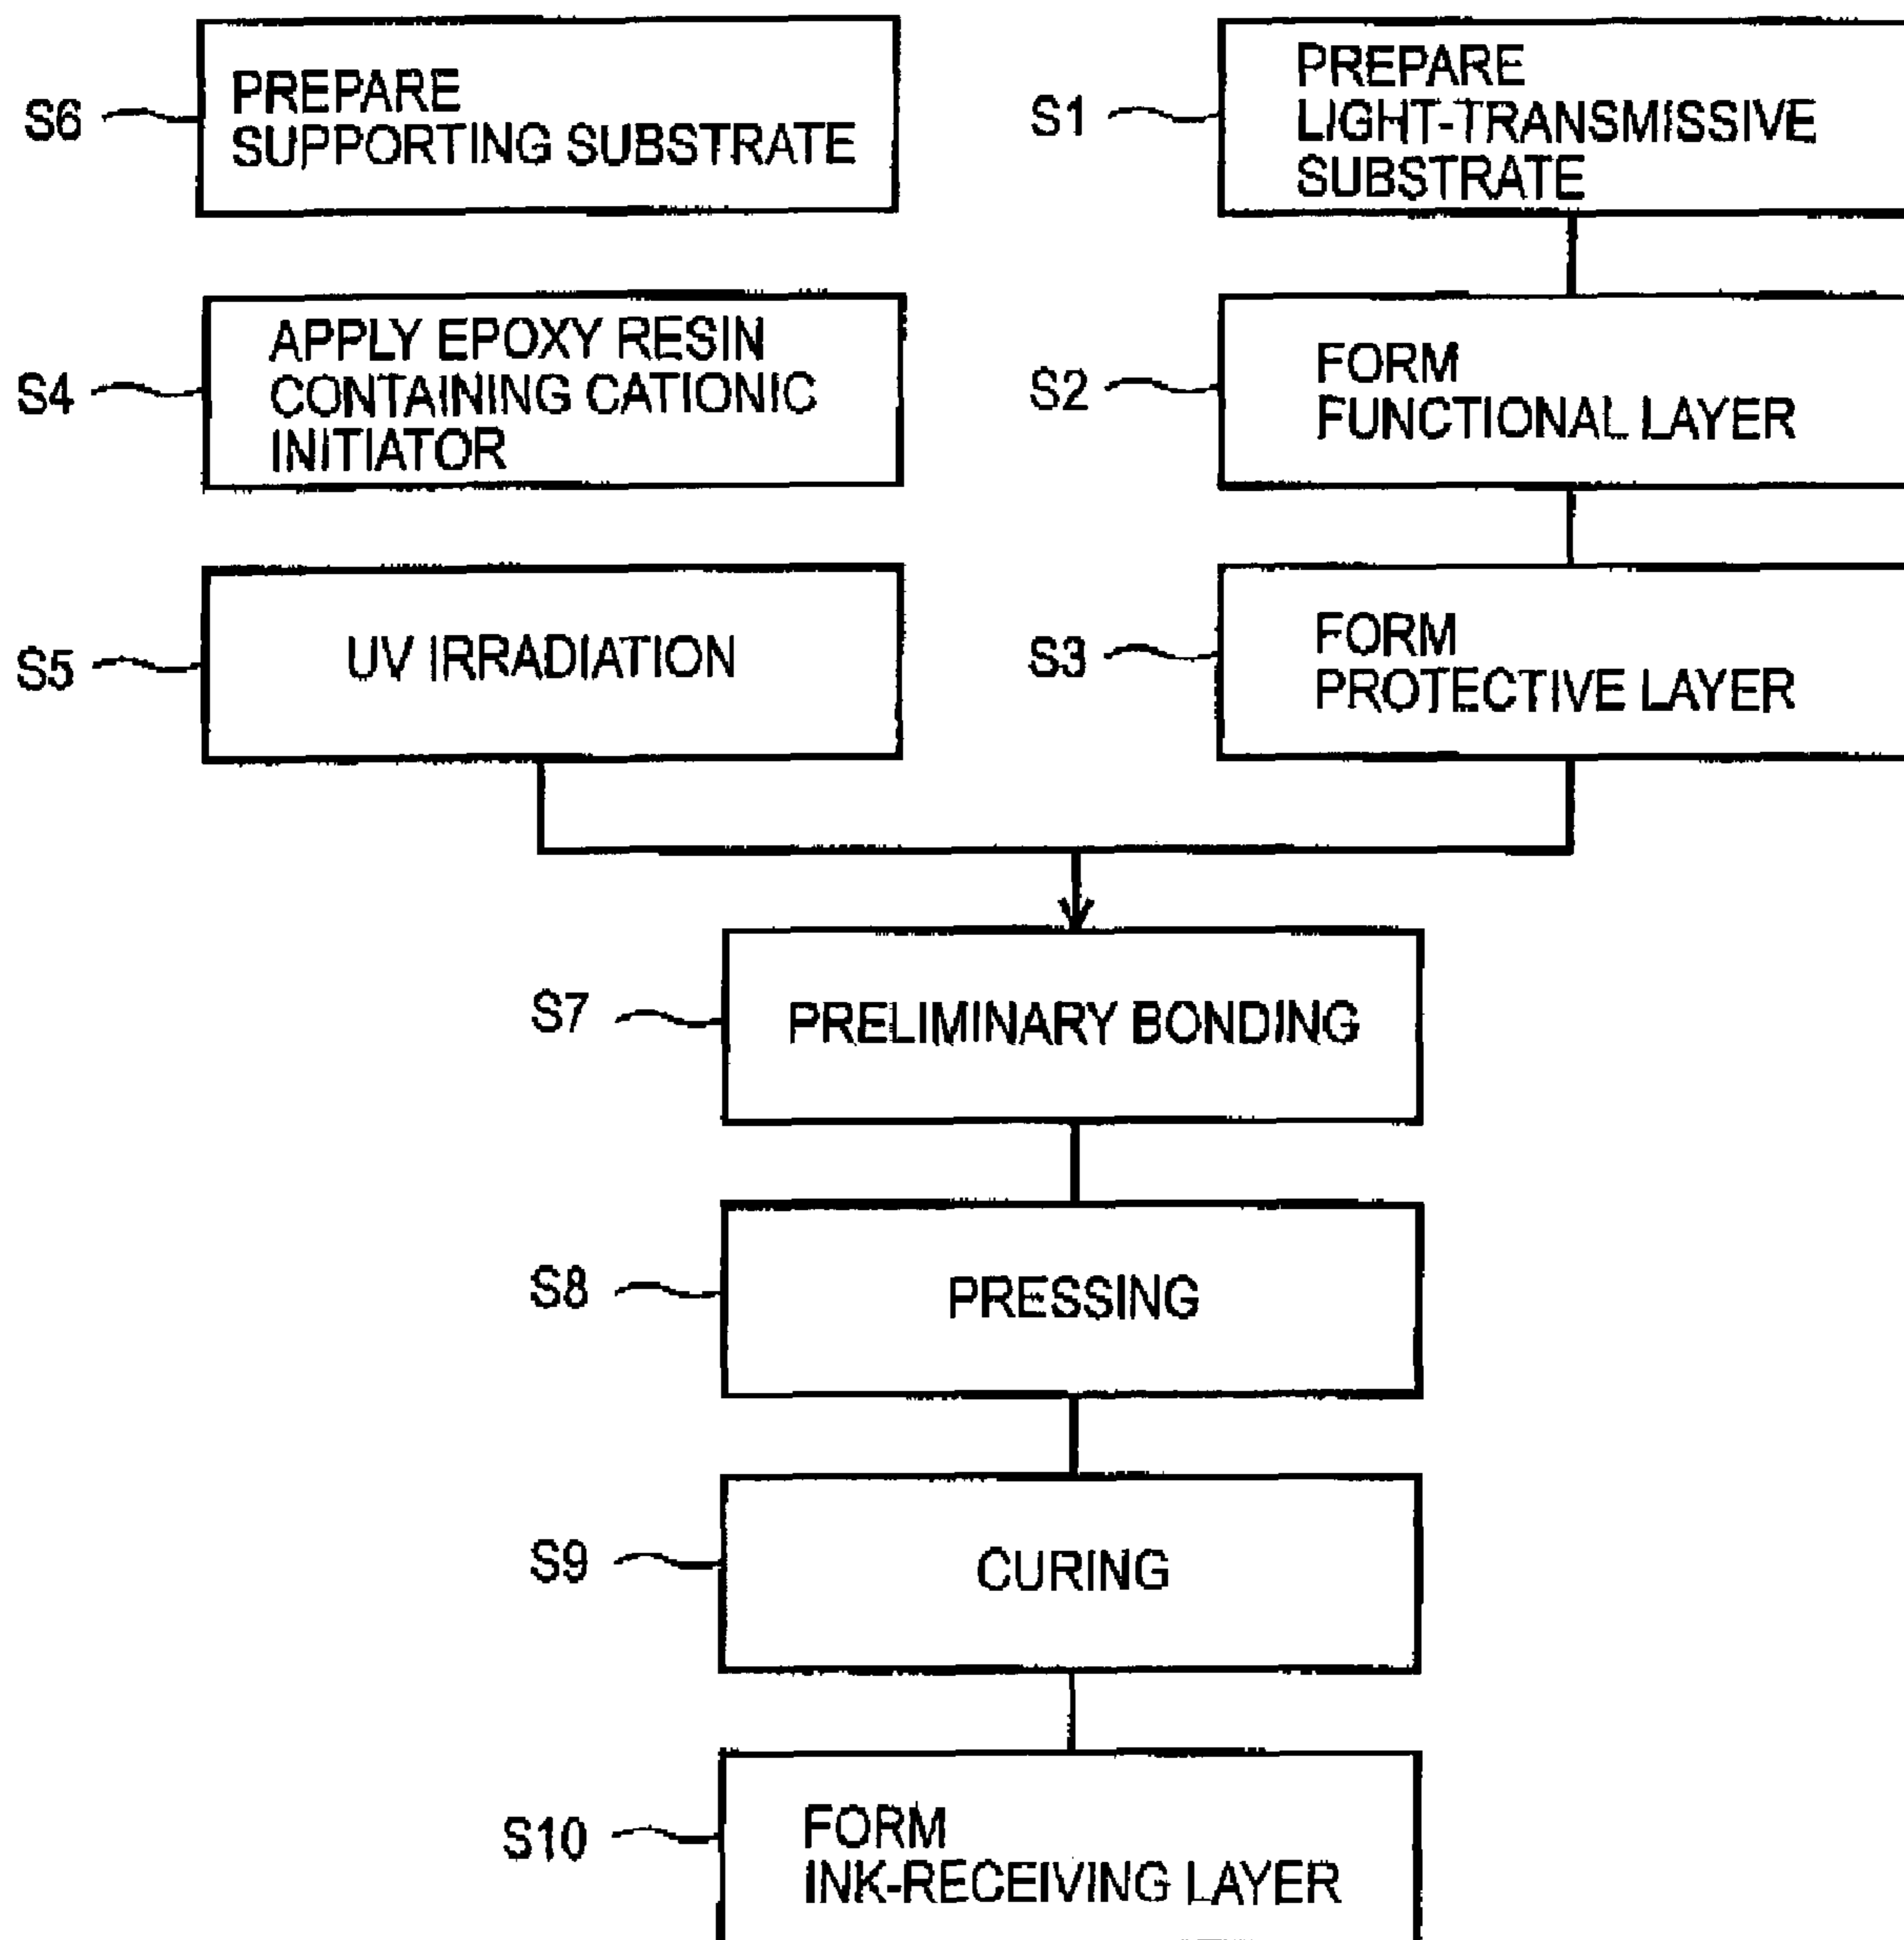 S6
PREPARE
SUPPORTING SUBSTRATE
S1
PREPARE
LIGHT-TRANSMISSIVE
SUBSTRATE
S4
APPLY EPOXY RESIN
CONTAINING CATIONIC
INITIATOR
S2
FORM
FUNCTIONAL LAYER
S5
UV IRRADIATION
S3
FORM
PROTECTIVE LAYER
S7
PRELIMINARY BONDING
S8
PRESSING
S9
CURING
S10
FORM
INK-RECEIVING LAYER